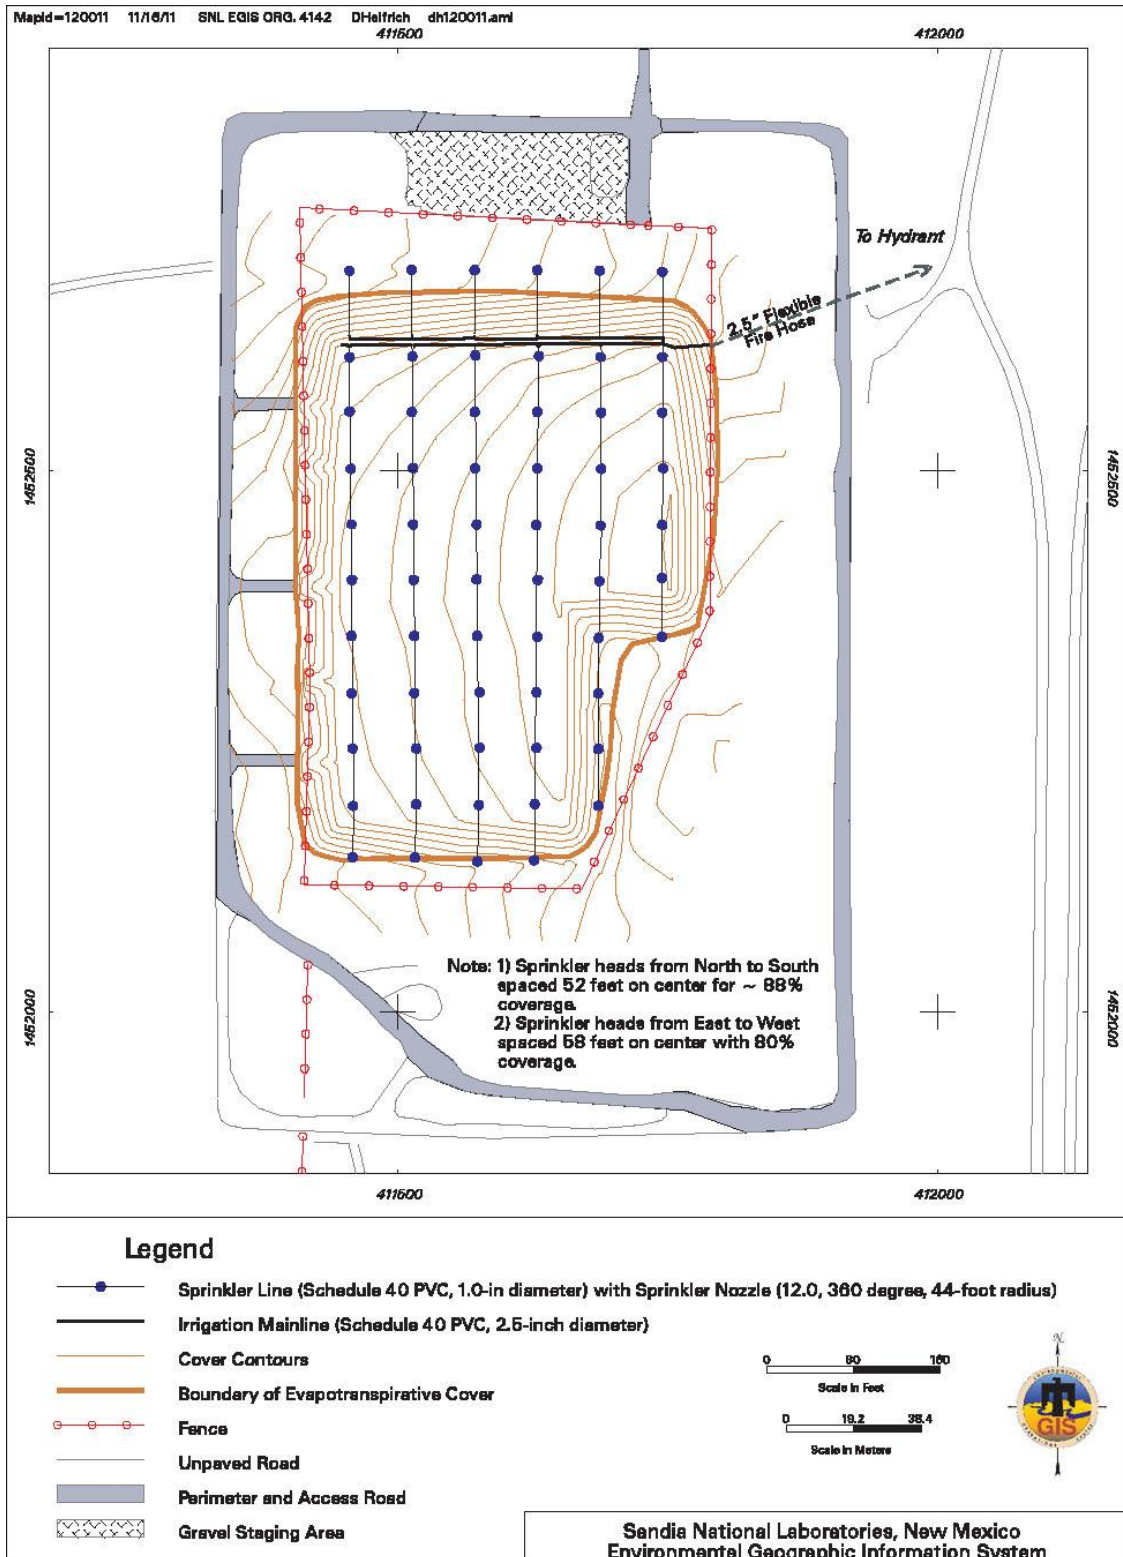 MapId=120011 11/16/11 SNL EGIS ORG. 4142 DHelfrich dh120011.aml
411500 412000
To Hydrant
2.5" Flexible
Fire Hose
1452500 1452500
Note: 1) Sprinkler heads from North to South
spaced 52 feet on center for ~ 88%
coverage.
2) Sprinkler heads from East to West
spaced 58 feet on center with 80%
coverage.
1452000 1452000
411500 412000
Legend
Sprinkler Line (Schedule 40 PVC, 1.0-in diameter) with Sprinkler Nozzle (12.0, 360 degree, 44-foot radius)
Irrigation Mainline (Schedule 40 PVC, 2.5-inch diameter)
Cover Contours
Boundary of Evapotranspirative Cover
Fence
Unpaved Road
Perimeter and Access Road
Gravel Staging Area
0 80 160
Scale in Feet
0 19.2 38.4
Scale in Meters
N
GIS
Sandia National Laboratories, New Mexico
Environmental Geographic Information System